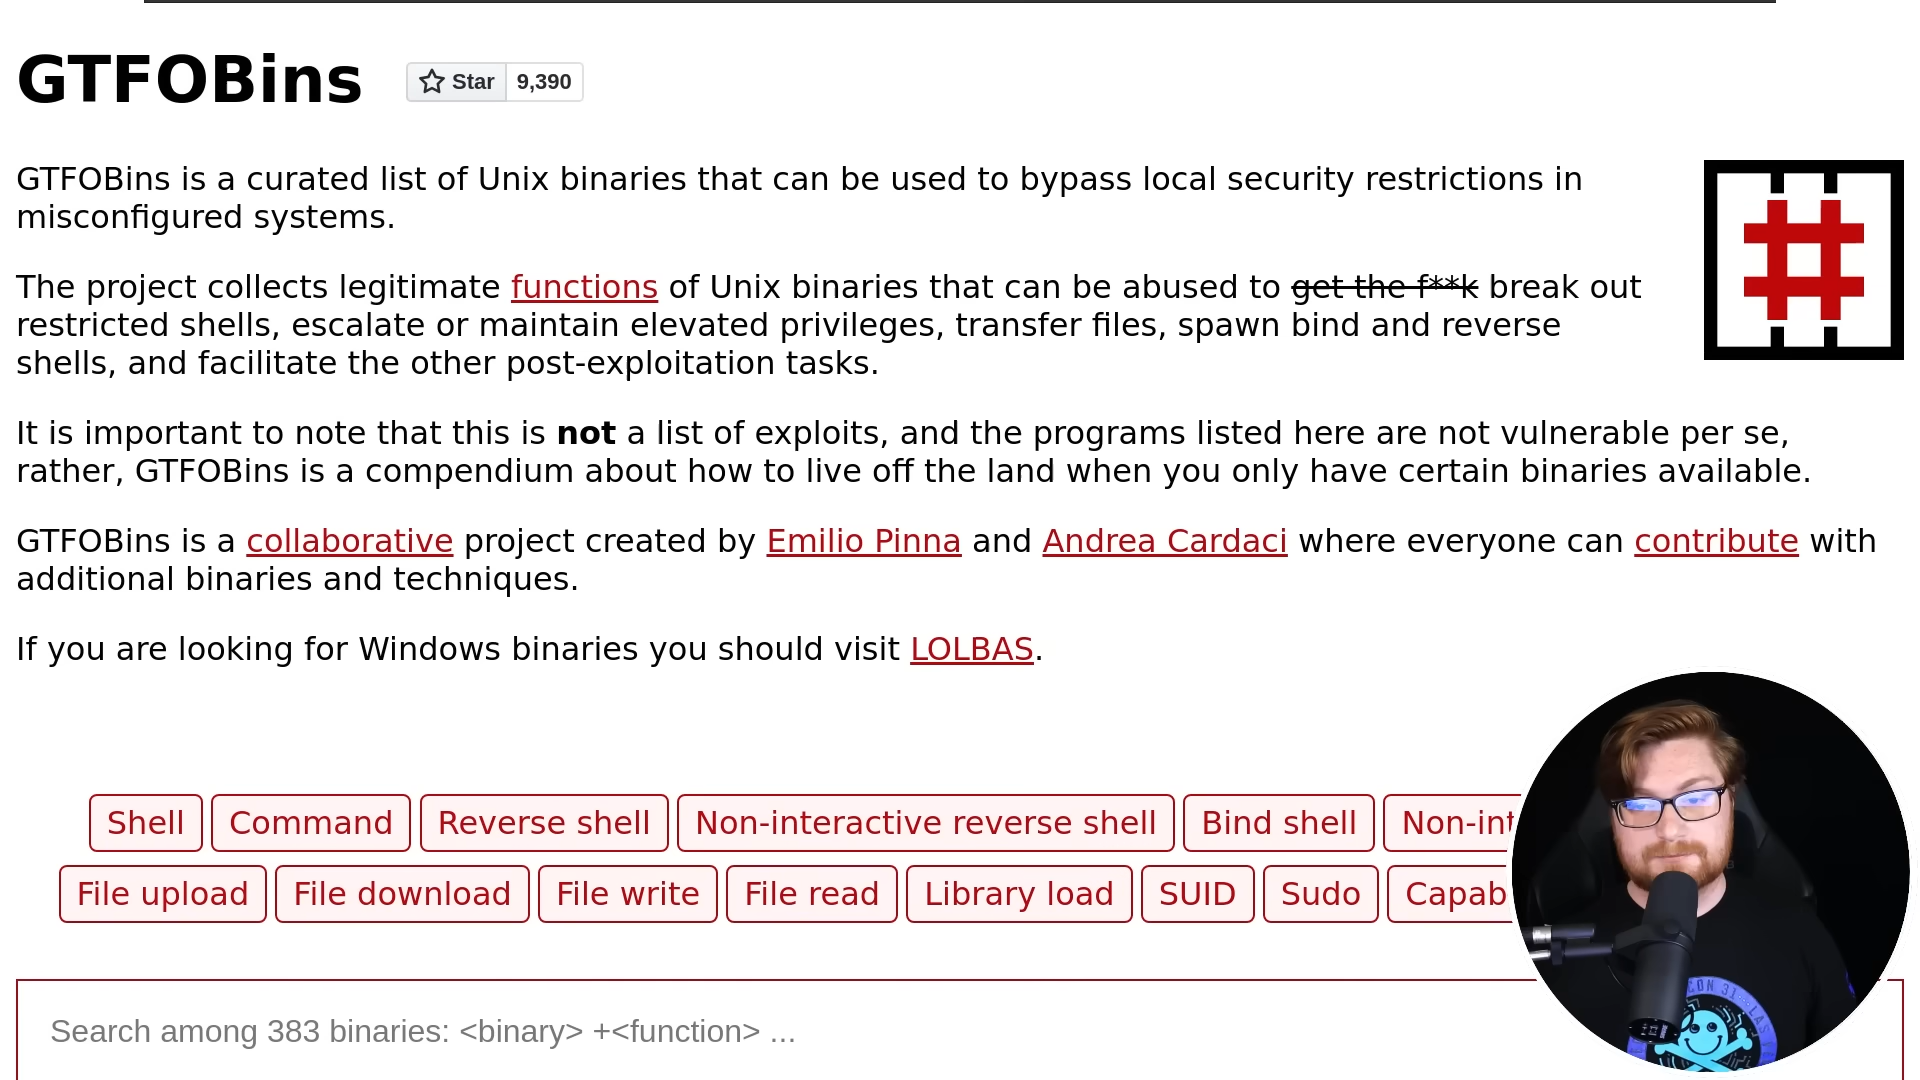 GTFOBins
Star 9,390
GTFOBins is a curated list of Unix binaries that can be used to bypass local security restrictions in
misconfigured systems.
The project collects legitimate functions of Unix binaries that can be abused to get the f**k break out
restricted shells, escalate or maintain elevated privileges, transfer files, spawn bind and reverse
shells, and facilitate the other post-exploitation tasks.
It is important to note that this is not a list of exploits, and the programs listed here are not vulnerable per se,
rather, GTFOBins is a compendium about how to live off the land when you only have certain binaries available.
GTFOBins is a collaborative project created by Emilio Pinna and Andrea Cardaci where everyone can contribute with
additional binaries and techniques.
If you are looking for Windows binaries you should visit LOLBAS.
Shell Command Reverse shell Non-interactive reverse shell Bind shell Non-int
File upload File download File write File read Library load SUID Sudo Capab
Search among 383 binaries: <binary> +<function> ...
CON 31 LAS